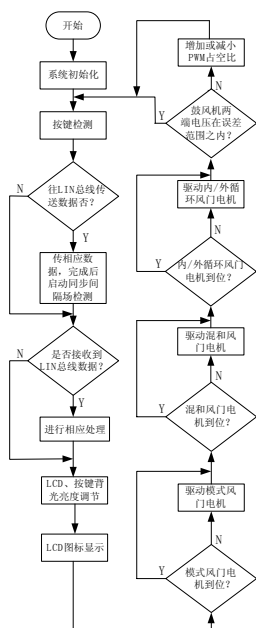 开始
系统初始化
按键检测
往LIN总线传
送数据否?
N
Y
传相应数
据,完成后
启动同步间
隔场检测
是否接收到
LIN总线数据?
N
Y
进行相应处理
LCD、按键背
光亮度调节
LCD图标显示
模式风门电
机到位?
Y
N
驱动模式风
门电机
混和风门电
机到位?
Y
N
驱动混和风
门电机
内/外循环风门
电机到位?
Y
N
驱动内/外循
环风门电机
鼓风机两
端电压在误差
范围之内?
Y
N
增加或减小
PWM占空比